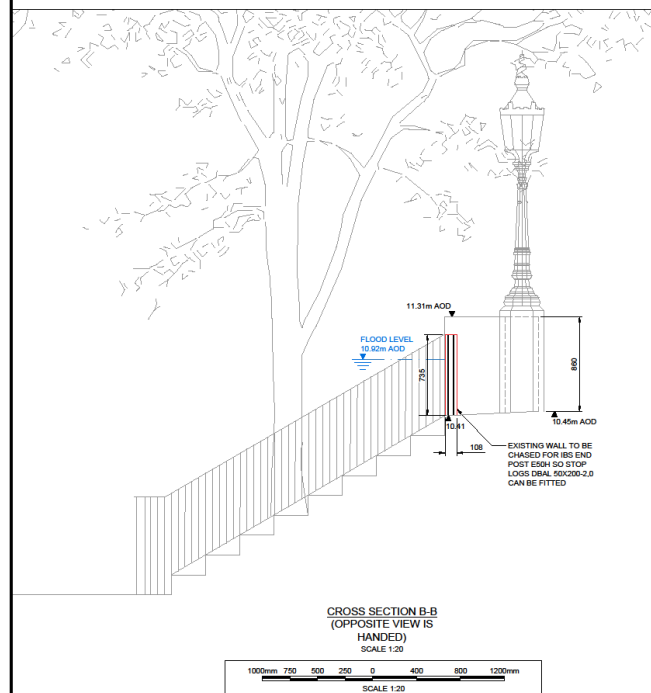 11.31m AOD
FLOOD LEVEL
10.92m AOD
735
860
10.41
10.45m AOD
108
EXISTING WALL TO BE
CHASED FOR IBS END
POST E50H SO STOP
LOGS DBAL 50X200-2,0
CAN BE FITTED
CROSS SECTION B-B
(OPPOSITE VIEW IS
HANDED)
SCALE 1:20
1000mm 750 500 250 0 400 800 1200mm
SCALE 1:20